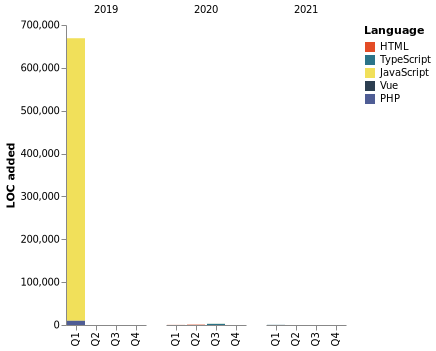 2019 2020 2021
Language
HTML
TypeScript
JavaScript
Vue
PHP
LOC added
700,000
600,000
500,000
400,000
300,000
200,000
100,000
0
Q1 Q2 Q3 Q4 Q1 Q2 Q3 Q4 Q1 Q2 Q3 Q4